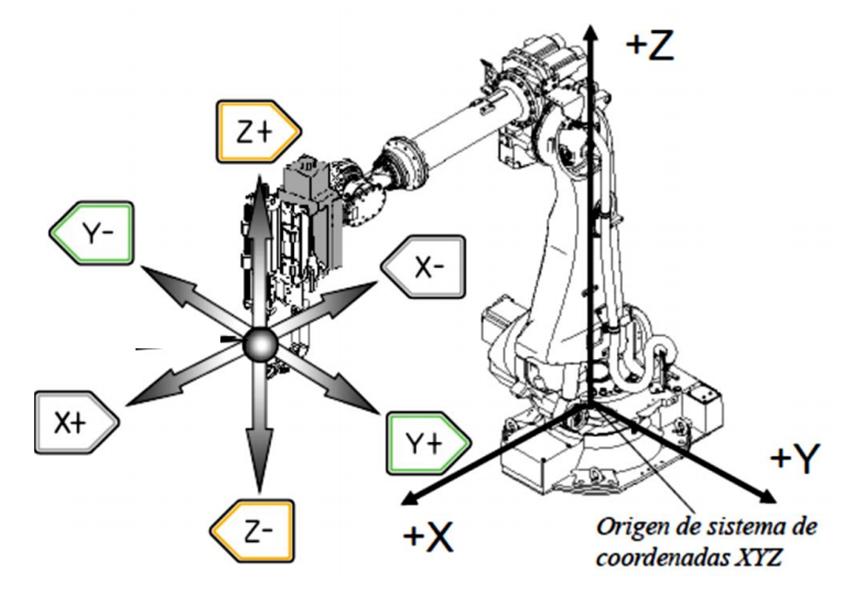 +Z
Z+
Y-
X-
X+
Y+
+Y
Z-
+X
Origen de sistema de
coordenadas XYZ